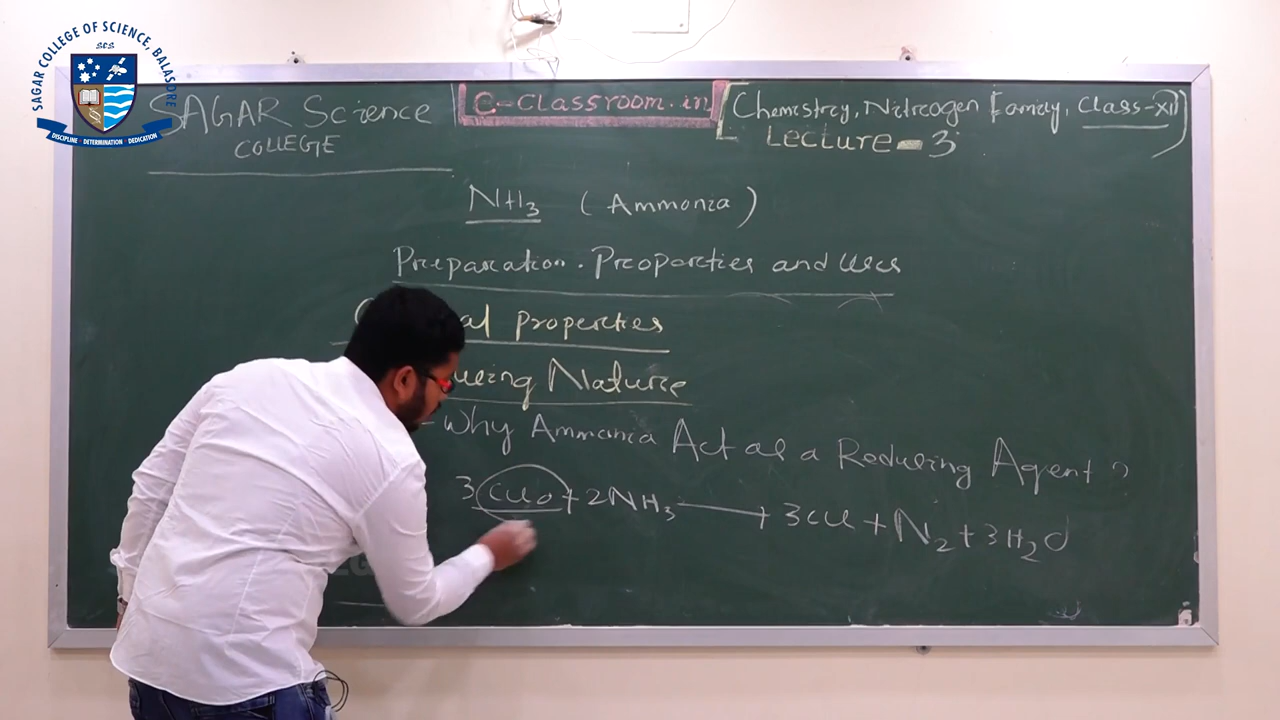 SAGAR COLLEGE OF SCIENCE, BALASORE
SCS
DISCIPLINE DETERMINATION DEDICATION
SAGAR Science
COLLEGE
e-classroom.in
Chemistry, Nitrogen Family, Class-XII
Lecture-3
NH3 (Ammonia)
Preparation. Properties and Uses
al properties
ucing Nature
Why Ammonia Act as a Reducing Agent?
3CuO+2NH3 → 3Cu+N2+3H2O